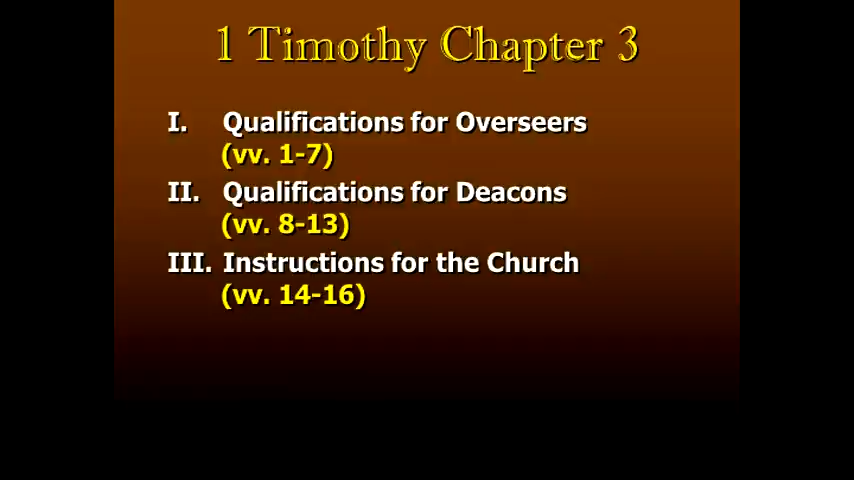 1 Timothy Chapter 3
I. Qualifications for Overseers
(vv. 1-7)
II. Qualifications for Deacons
(vv. 8-13)
III. Instructions for the Church
(vv. 14-16)